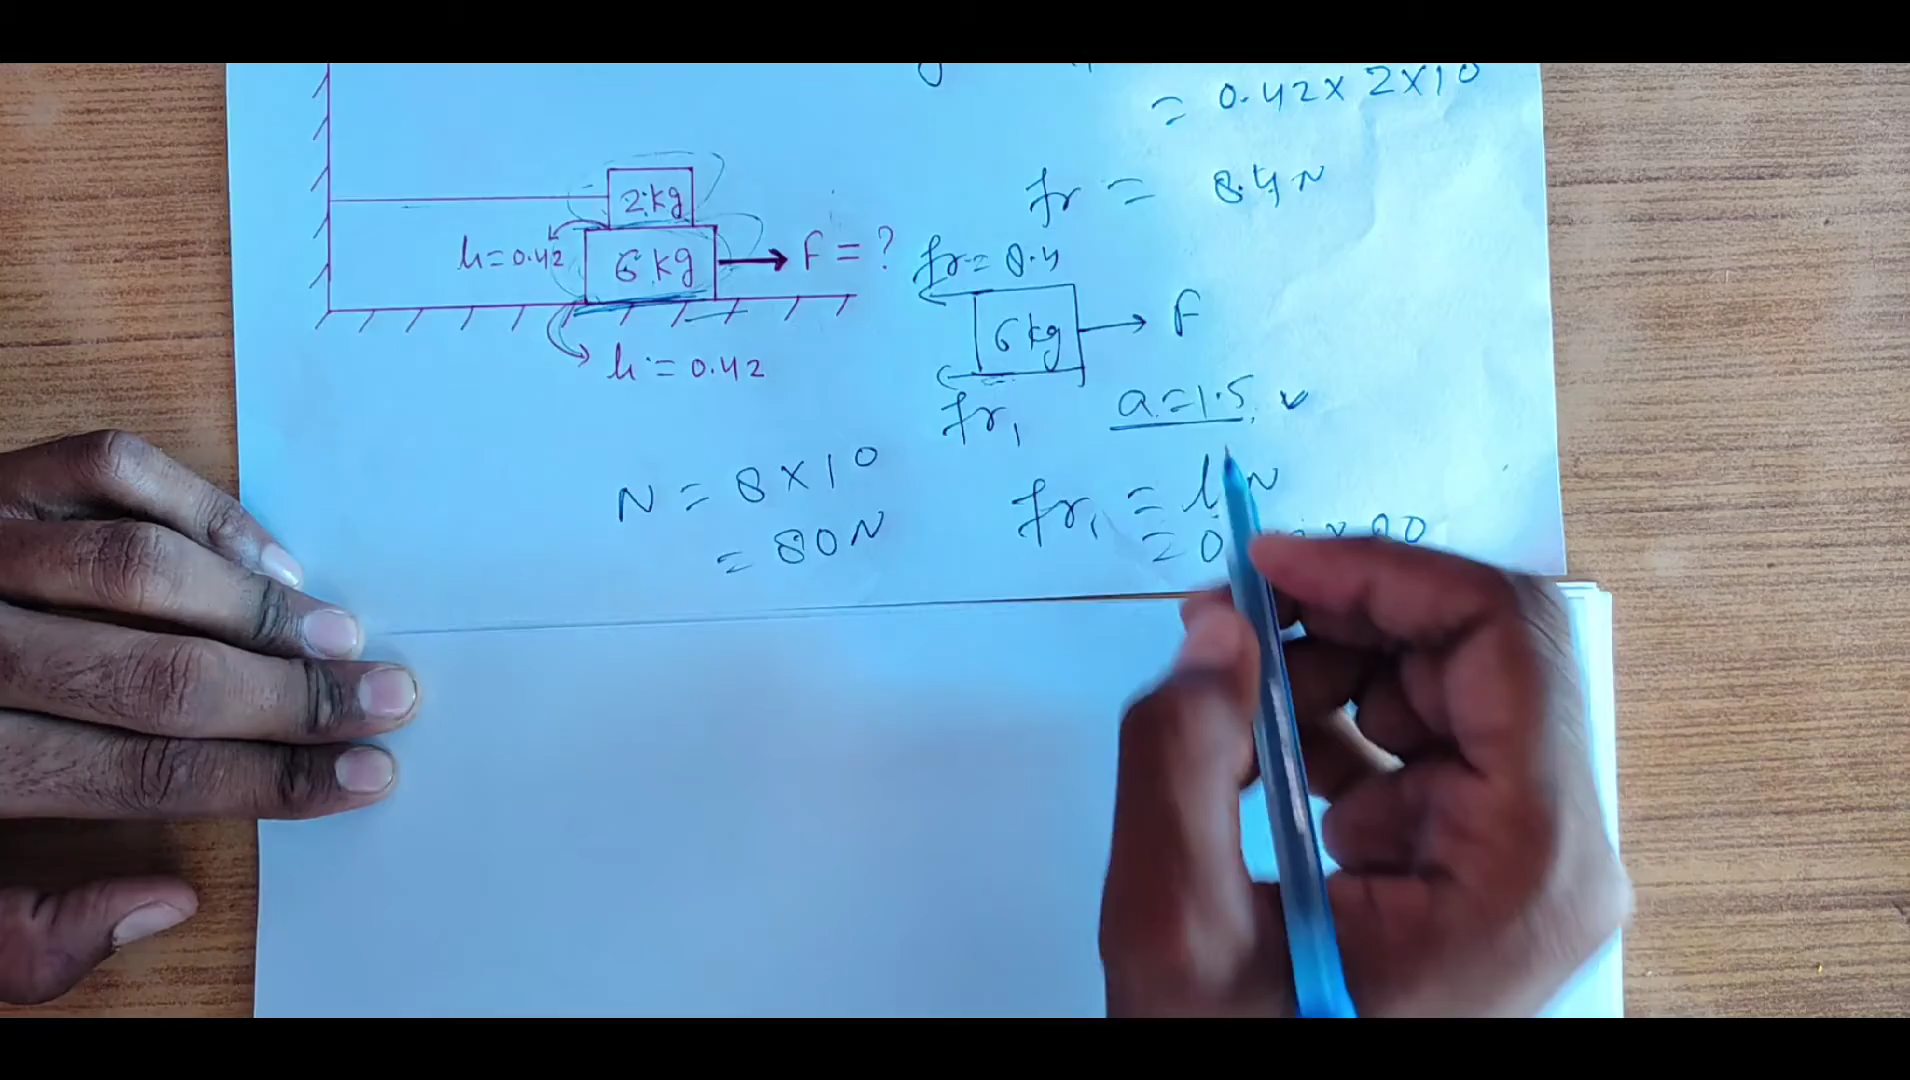 = 0.42 x 2 x 10
fr = 8.4 N
2 kg
μ = 0.42
6 kg
F = ?
μ = 0.42
fr = 8.4
6 kg
F
fr₁
a = 1.5
N = 8 x 10
= 80 N
fr₁ = μN